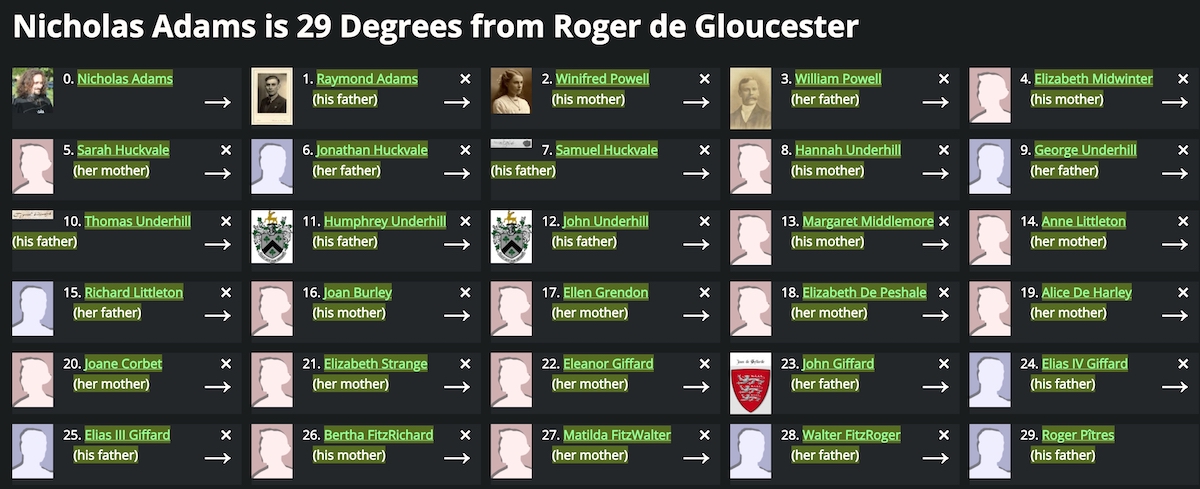 Nicholas Adams is 29 Degrees from Roger de Gloucester
0. Nicholas Adams
→
1. Raymond Adams ×
(his father) →
2. Winifred Powell ×
(his mother) →
3. William Powell ×
(her father) →
4. Elizabeth Midwinter ×
(his mother) →
5. Sarah Huckvale ×
(her mother) →
6. Jonathan Huckvale ×
(her father) →
7. Samuel Huckvale ×
(his father) →
8. Hannah Underhill ×
(his mother) →
9. George Underhill ×
(her father) →
10. Thomas Underhill ×
(his father) →
11. Humphrey Underhill ×
(his father) →
12. John Underhill ×
(his father) →
13. Margaret Middlemore ×
(his mother) →
14. Anne Littleton ×
(her mother) →
15. Richard Littleton ×
(her father) →
16. Joan Burley ×
(his mother) →
17. Ellen Grendon ×
(her mother) →
18. Elizabeth De Peshale ×
(her mother) →
19. Alice De Harley ×
(her mother) →
20. Joane Corbet ×
(her mother) →
21. Elizabeth Strange ×
(her mother) →
22. Eleanor Giffard ×
(her mother) →
23. John Giffard ×
(her father) →
24. Elias IV Giffard ×
(his father) →
25. Elias III Giffard ×
(his father) →
26. Bertha FitzRichard ×
(his mother) →
27. Matilda FitzWalter ×
(her mother) →
28. Walter FitzRoger ×
(her father) →
29. Roger Pîtres
(his father)